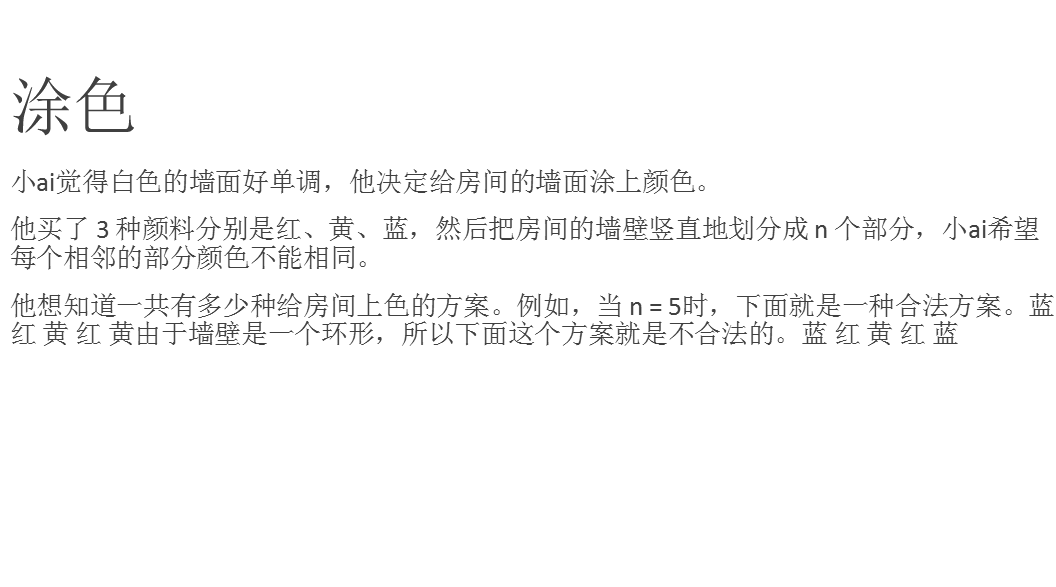 涂色
小ai觉得白色的墙面好单调，他决定给房间的墙面涂上颜色。
他买了 3 种颜料分别是红、黄、蓝，然后把房间的墙壁竖直地划分成 n 个部分，小ai希望
每个相邻的部分颜色不能相同。
他想知道一共有多少种给房间上色的方案。例如，当 n = 5时，下面就是一种合法方案。蓝
红 黄 红 黄由于墙壁是一个环形，所以下面这个方案就是不合法的。蓝 红 黄 红 蓝